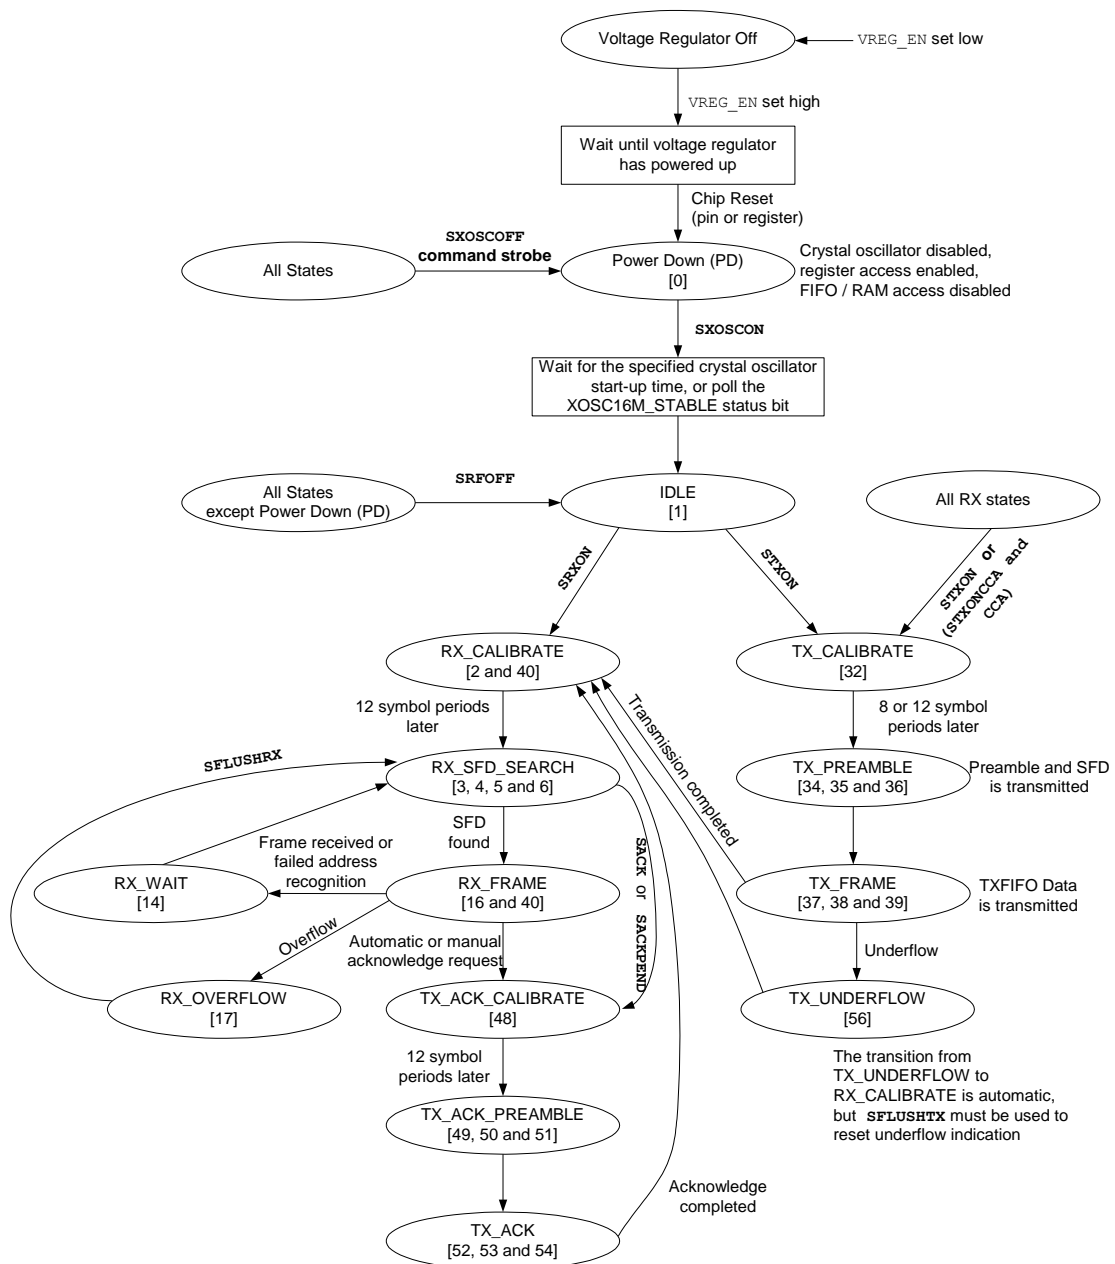 Voltage Regulator Off
VREG_EN set low
VREG_EN set high
Wait until voltage regulator
has powered up
Chip Reset
(pin or register)
SXOSCOFF
command strobe
All States
Power Down (PD)
[0]
Crystal oscillator disabled,
register access enabled,
FIFO / RAM access disabled
SXOSCON
Wait for the specified crystal oscillator
start-up time, or poll the
XOSC16M_STABLE status bit
All States
except Power Down (PD)
SRFOFF
IDLE
[1]
All RX states
SRXON
STXON
STXON or
(STXONCCA and
CCA)
RX_CALIBRATE
[2 and 40]
TX_CALIBRATE
[32]
12 symbol periods
later
8 or 12 symbol
periods later
Transmission completed
SFLUSHRX
RX_SFD_SEARCH
[3, 4, 5 and 6]
TX_PREAMBLE
[34, 35 and 36]
Preamble and SFD
is transmitted
SFD
found
Frame received or
failed address
recognition
SACK or SACKPEND
RX_WAIT
[14]
RX_FRAME
[16 and 40]
TX_FRAME
[37, 38 and 39]
TXFIFO Data
is transmitted
Overflow
Automatic or manual
acknowledge request
Underflow
RX_OVERFLOW
[17]
TX_ACK_CALIBRATE
[48]
TX_UNDERFLOW
[56]
12 symbol
periods later
The transition from
TX_UNDERFLOW to
RX_CALIBRATE is automatic,
but SFLUSHTX must be used to
reset underflow indication
TX_ACK_PREAMBLE
[49, 50 and 51]
Acknowledge
completed
TX_ACK
[52, 53 and 54]